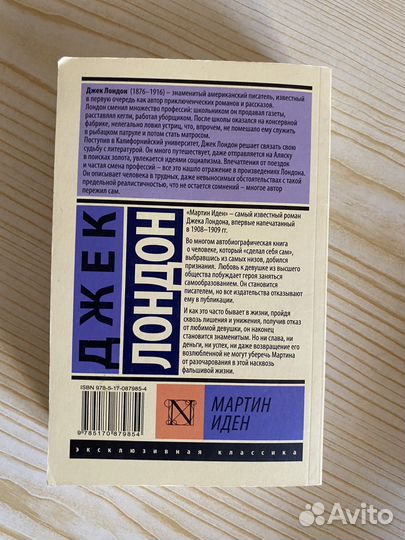 Джек Лондон (1876–1916) – знаменитый американский писатель, известный
в первую очередь как автор приключенческих романов и рассказов.
Лондон сменил множество профессий: школьником он продавал газеты,
расставлял кегли, работал уборщиком. После школы оказался на консервной
фабрике, нелегально ловил устриц, что, впрочем, не помешало ему служить
в рыбацком патруле и потом стать матросом.
Поступив в Калифорнийский университет, Джек Лондон решает связать свою
судьбу с литературой. Он много путешествует, даже отправляется на Аляску
в поисках золота, увлекается идеями социализма. Впечатления от поездок
и частая смена профессий – все это нашло отражение в произведениях Лондона.
Он описывает человека в трудных, даже невыносимых обстоятельствах с такой
предельной реалистичностью, что не остается сомнений – многое автор
пережил сам.
ДЖЕК
ЛОНДОН
«Мартин Иден» – самый известный роман
Джека Лондона, впервые напечатанный
в 1908–1909 гг.
Во многом автобиографическая книга
о человеке, который «сделал себя сам»,
выбравшись из самых низов, добился
признания. Любовь к девушке из высшего
общества побуждает героя заняться
самообразованием. Он становится
писателем, но все издательства отказывают
ему в публикации.
И как это часто бывает в жизни, пройдя
сквозь лишения и унижения, получив отказ
от любимой девушки, он наконец
становится знаменитым. Но ни слава, ни
деньги, ни успех, ни даже возвращение его
возлюбленной не могут уберечь Мартина
от разочарования в этой насквозь
фальшивой жизни.
ISBN 978-5-17-087985-4
9785170879854
N
МАРТИН
ИДЕН
ЭКСКЛЮЗИВНАЯ КЛАССИКА
Avito